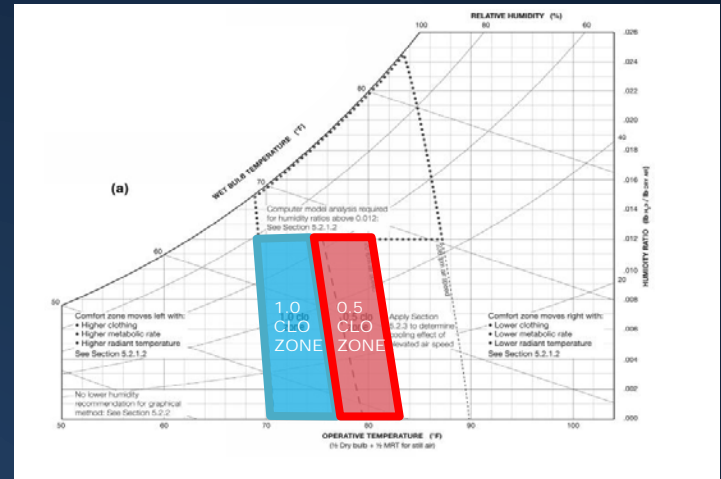 RELATIVE HUMIDITY (%)
100
80
60
.026
.024
.022
80
.020
WET BULB TEMPERATURE (°F)
.018
40
(a)
70
.016
.014
Computer model analysis required
for humidity ratios above 0.012:
See Section 5.2.1.2
HUMIDITY RATIO
.012
60
.010
20
50
.008
Comfort zone moves left with:
• Higher clothing
• Higher metabolic rate
• Higher radiant temperature
See Section 5.2.1.2
1.0
CLO
ZONE
0.5
CLO
ZONE
Apply Section
5.2.3 to determine
cooling effect of
elevated air speed
Comfort zone moves right with:
• Lower clothing
• Lower metabolic rate
• Lower radiant temperature
See Section 5.2.1.2
.006
.004
.002
No lower humidity
recommendation for graphical
method: See Section 5.2.2
.000
50
60
70
80
90
100
OPERATIVE TEMPERATURE (°F)
(½ Dry bulb + ½ MRT for still air)